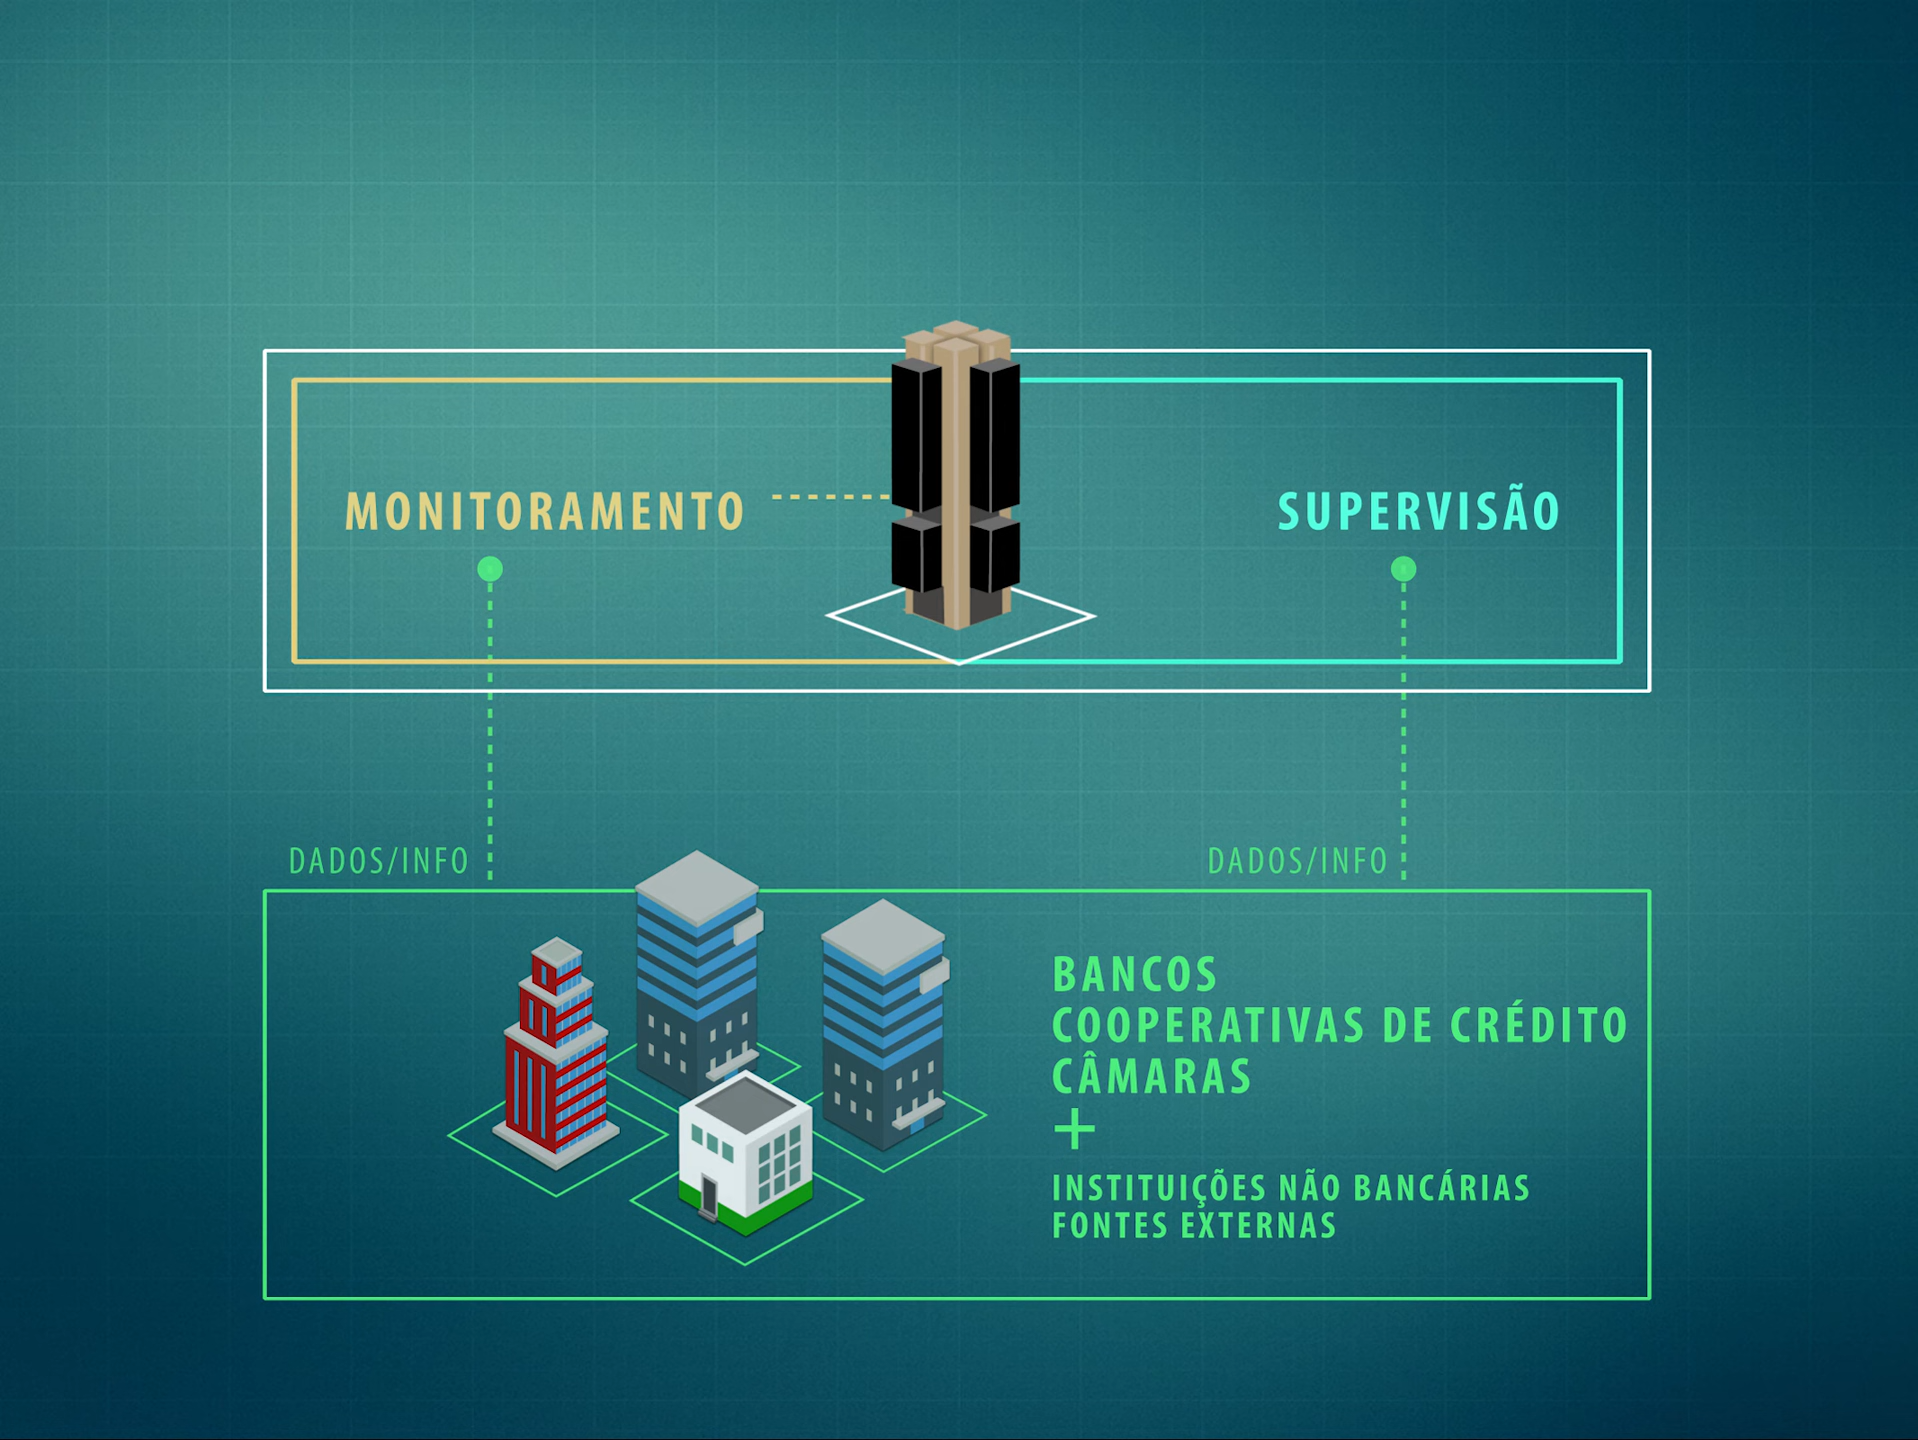 MONITORAMENTO
SUPERVISÃO
DADOS/INFO
DADOS/INFO
BANCOS
COOPERATIVAS DE CRÉDITO
CÂMARAS
+
INSTITUIÇÕES NÃO BANCÁRIAS
FONTES EXTERNAS